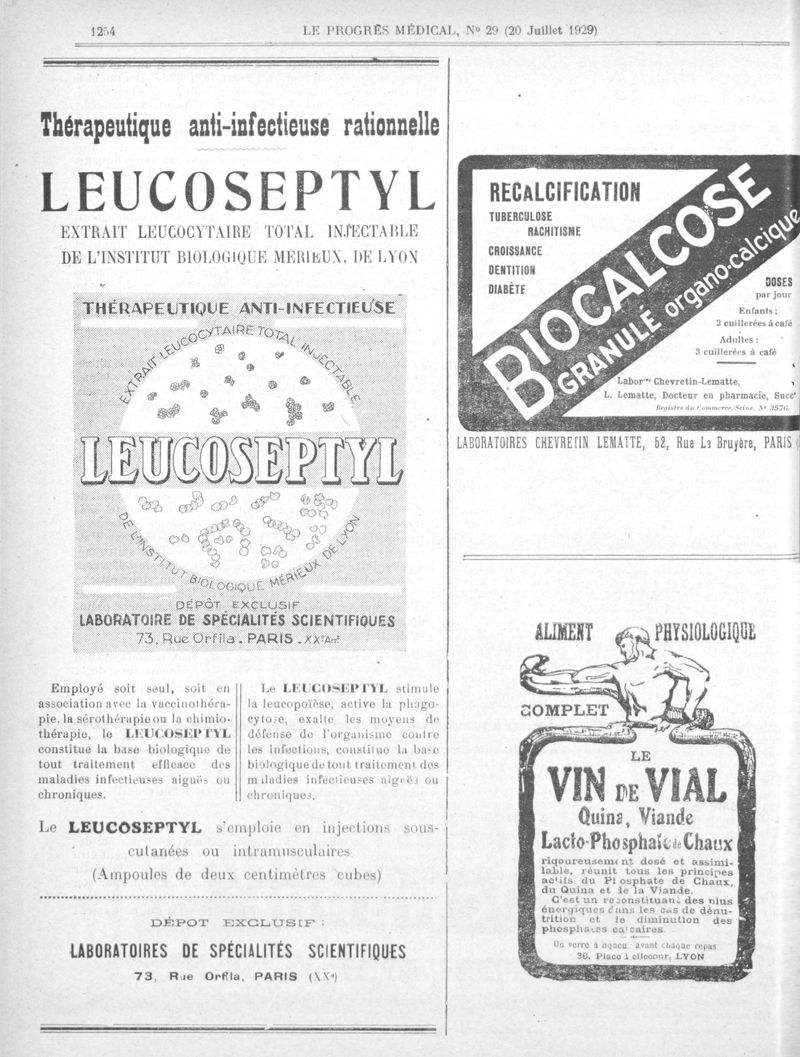 1254
LE PROGRÈS MÉDICAL, Nº 29 (20 Juillet 1929)
Thérapeutique anti-infectieuse rationnelle
LEUCOSEPTYL
EXTRAIT LEUCOCYTAIRE TOTAL INJECTABLE
DE L'INSTITUT BIOLOGIQUE MÉRIEUX, DE LYON
THÉRAPEUTIQUE ANTI-INFECTIEUSE
EXTRAIT LEUCOCYTAIRE TOTAL INJECTABLE
LEUCOSEPTYL
DE L'INSTITUT BIOLOGIQUE MÉRIEUX DE LYON
DÉPÔT EXCLUSIF
LABORATOIRE DE SPÉCIALITÉS SCIENTIFIQUES
73, Rue Orfila. PARIS. XXᵉ Arrᵗ
Employé soit seul, soit en
association avec la vaccinothéra-
pie, la sérothérapie ou la chimio-
thérapie, le LEUCOSEPTYL
constitue la base biologique de
tout traitement efficace des
maladies infectieuses aiguës ou
chroniques.
Le LEUCOSEPTYL stimule
la leucopoïèse, active la phago-
cytose, exalte les moyens de
défense de l'organisme contre
les infections, constitue la base
biologique de tout traitement des
maladies infectieuses aiguës ou
chroniques.
Le LEUCOSEPTYL s'emploie en injections sous-
cutanées ou intramusculaires
(Ampoules de deux centimètres cubes)
DÉPOT EXCLUSIF :
LABORATOIRES DE SPÉCIALITÉS SCIENTIFIQUES
73, Rue Orfila, PARIS (XXᵉ)
RECALCIFICATION
TUBERCULOSE
RACHITISME
CROISSANCE
DENTITION
DIABÈTE
BIOCALCOSE
GRANULÉ organo-calcique
DOSES
par jour
Enfants :
2 cuillerées à café
Adultes :
3 cuillerées à café
Laborʳᵉˢ Chevretin-Lematte,
L. Lematte, Docteur en pharmacie, Succʳ
Registre du Commerce, Seine, Nº 3576.
LABORATOIRES CHEVRETIN LEMATTE, 52, Rue La Bruyère, PARIS
ALIMENT PHYSIOLOGIQUE
COMPLET
LE
VIN DE VIAL
Quina, Viande
Lacto-Phosphate de Chaux
rigoureusement dosé et assimi-
lable, réunit tous les principes
actifs du Phosphate de Chaux,
du Quina et de la Viande.
C'est un reconstituant des plus
énergiques dans les cas de dénu-
trition et de diminution des
phosphates calcaires.
Un verre à avant chaque repas
36, Place Bellecour, LYON